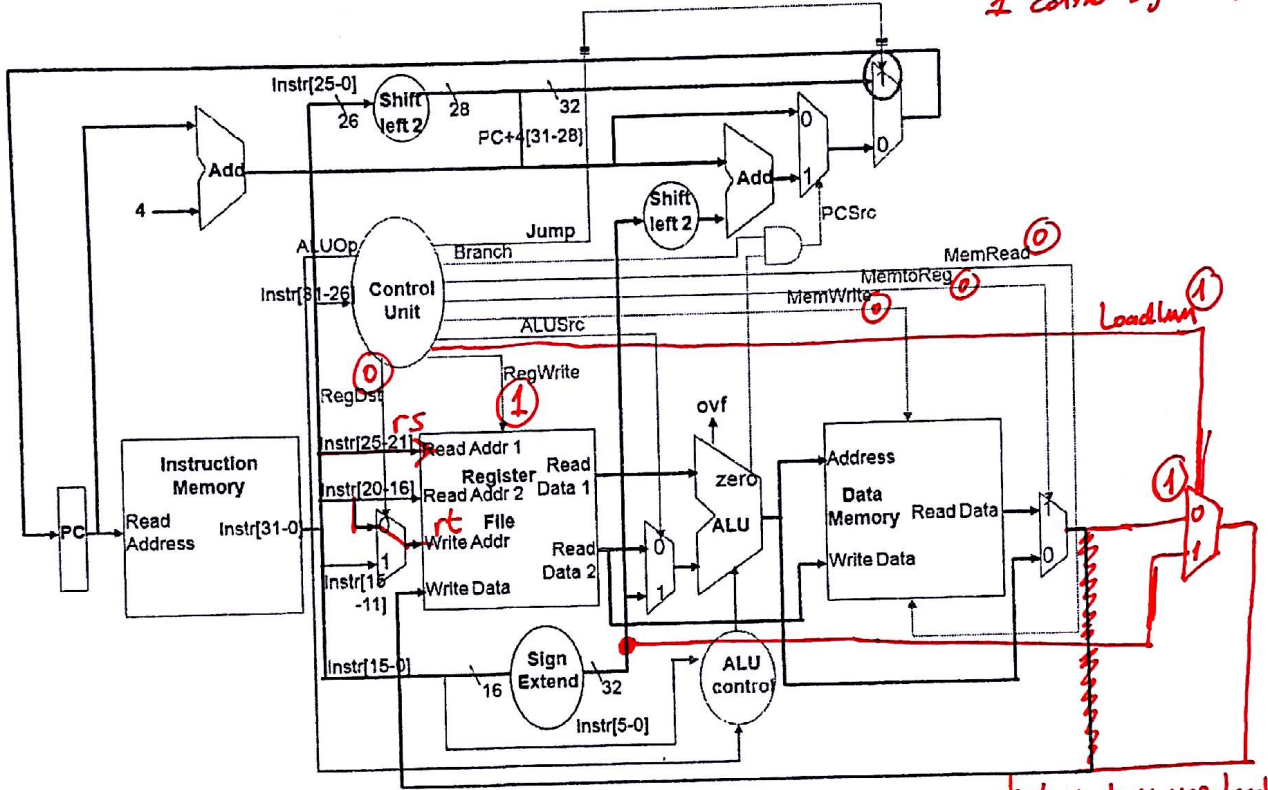 1
Instr[25-0]
26
Shift
left 2
28
32
PC+4[31-28]
Add
4
0
1
Add
Shift
left 2
1
0
PCSrc
Jump
ALUOp
Branch
MemRead
0
MemtoReg
0
MemWrite
0
Instr[31-26]
Control
Unit
ALUSrc
LoadImm
1
0
RegDst
RegWrite
1
rs
ovf
Instr[25-21]
Read Addr 1
Instruction
Memory
Register
File
Read
Data 1
zero
Address
Data
Memory
Read Data
1
0
1
0
1
Instr[20-16]
Read Addr 2
rt
PC
Read
Address
Instr[31-0]
0
1
Write Addr
Read
Data 2
0
1
ALU
Write Data
Instr[15
-11]
Write Data
Instr[15-0]
16
Sign
Extend
32
ALU
control
Instr[5-0]